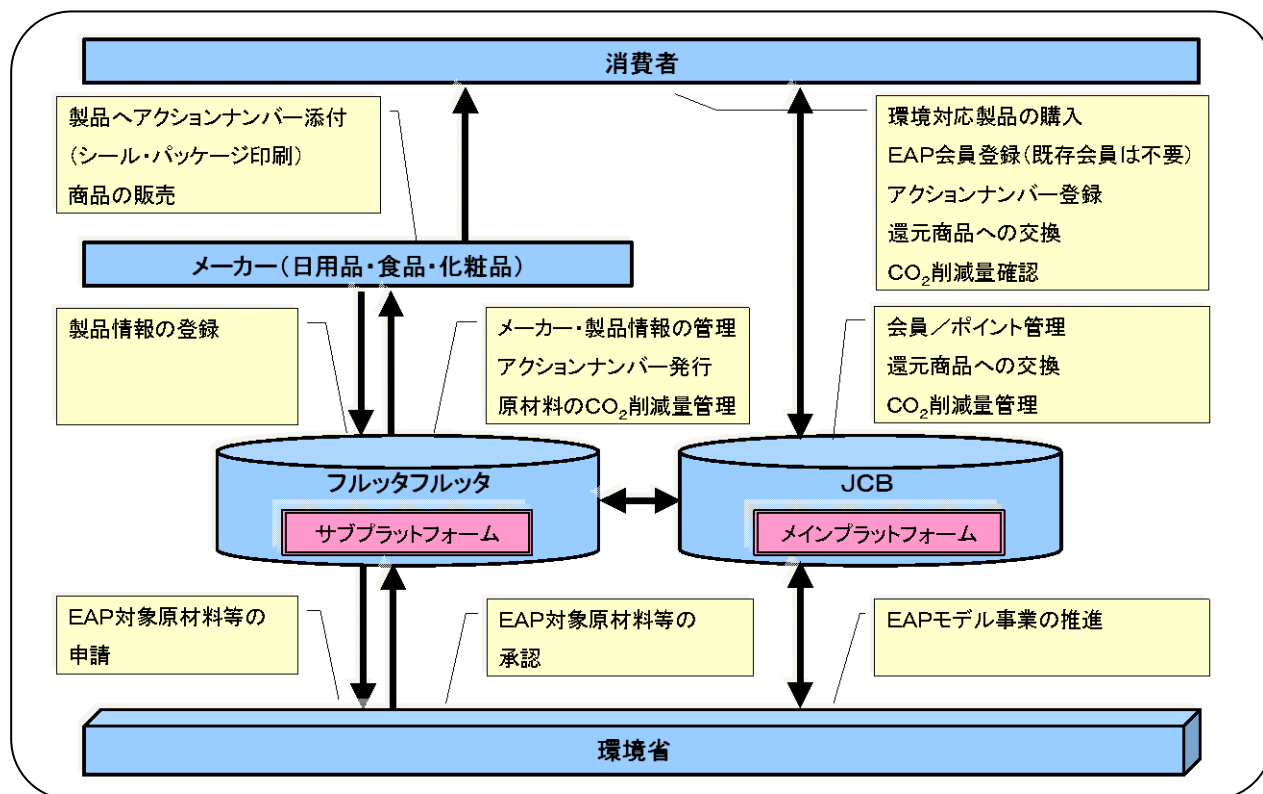 消費者
製品へアクションナンバー添付
(シール・パッケージ印刷)
商品の販売
環境対応製品の購入
EAP会員登録(既存会員は不要)
アクションナンバー登録
還元商品への交換
CO₂削減量確認
メーカー(日用品・食品・化粧品)
製品情報の登録
メーカー・製品情報の管理
アクションナンバー発行
原材料のCO₂削減量管理
会員/ポイント管理
還元商品への交換
CO₂削減量管理
フルッタフルッタ
サブプラットフォーム
JCB
メインプラットフォーム
EAP対象原材料等の
申請
EAP対象原材料等の
承認
EAPモデル事業の推進
環境省